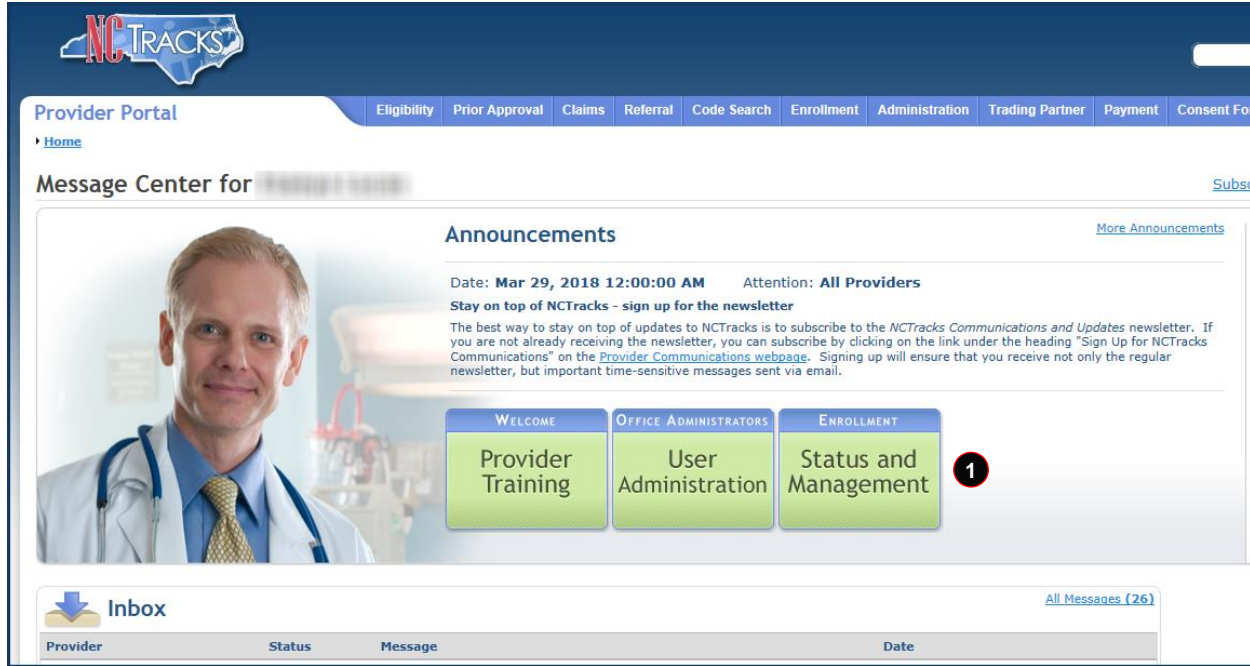 NC TRACKS
Provider Portal
Eligibility Prior Approval Claims Referral Code Search Enrollment Administration Trading Partner Payment Consent Fo
Home
Message Center for
Subsc
Announcements
More Announcements
Date: Mar 29, 2018 12:00:00 AM Attention: All Providers
Stay on top of NCTracks - sign up for the newsletter
The best way to stay on top of updates to NCTracks is to subscribe to the NCTracks Communications and Updates newsletter. If
you are not already receiving the newsletter, you can subscribe by clicking on the link under the heading "Sign Up for NCTracks
Communications" on the Provider Communications webpage. Signing up will ensure that you receive not only the regular
newsletter, but important time-sensitive messages sent via email.
WELCOME
Provider
Training
OFFICE ADMINISTRATORS
User
Administration
ENROLLMENT
Status and
Management
1
Inbox
All Messages (26)
Provider Status Message Date